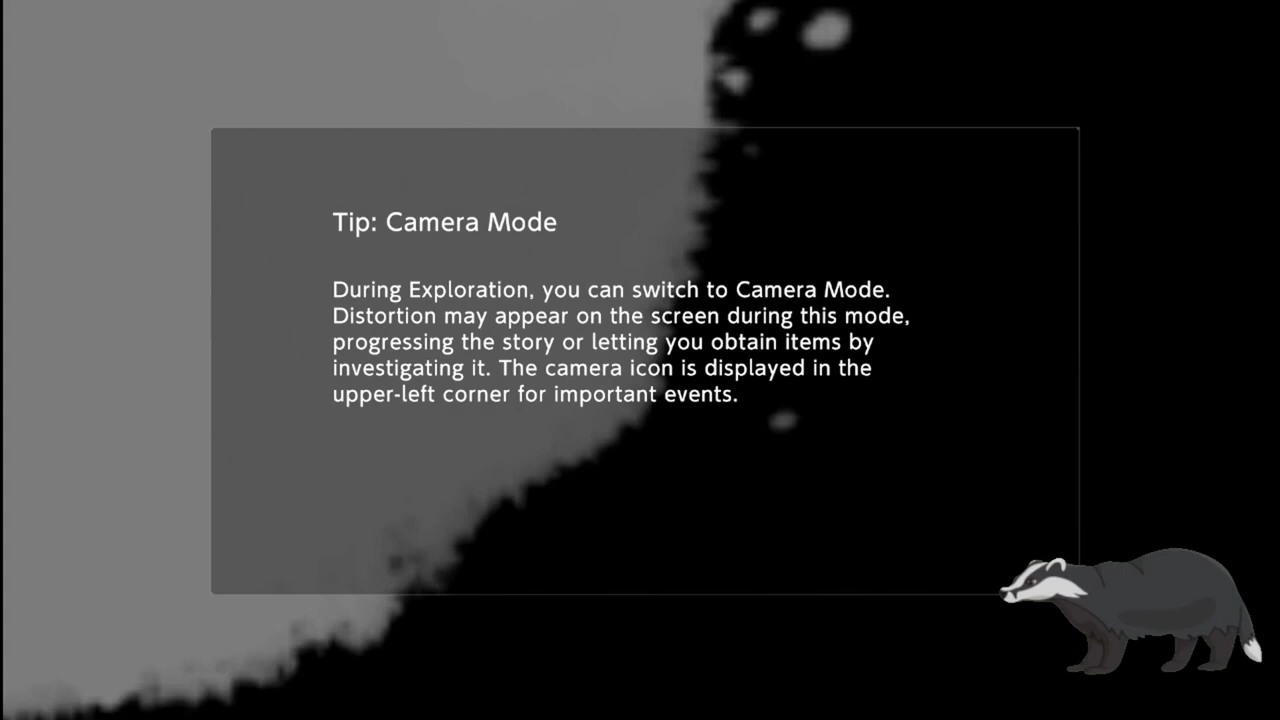 Tip: Camera Mode
During Exploration, you can switch to Camera Mode.
Distortion may appear on the screen during this mode,
progressing the story or letting you obtain items by
investigating it. The camera icon is displayed in the
upper-left corner for important events.